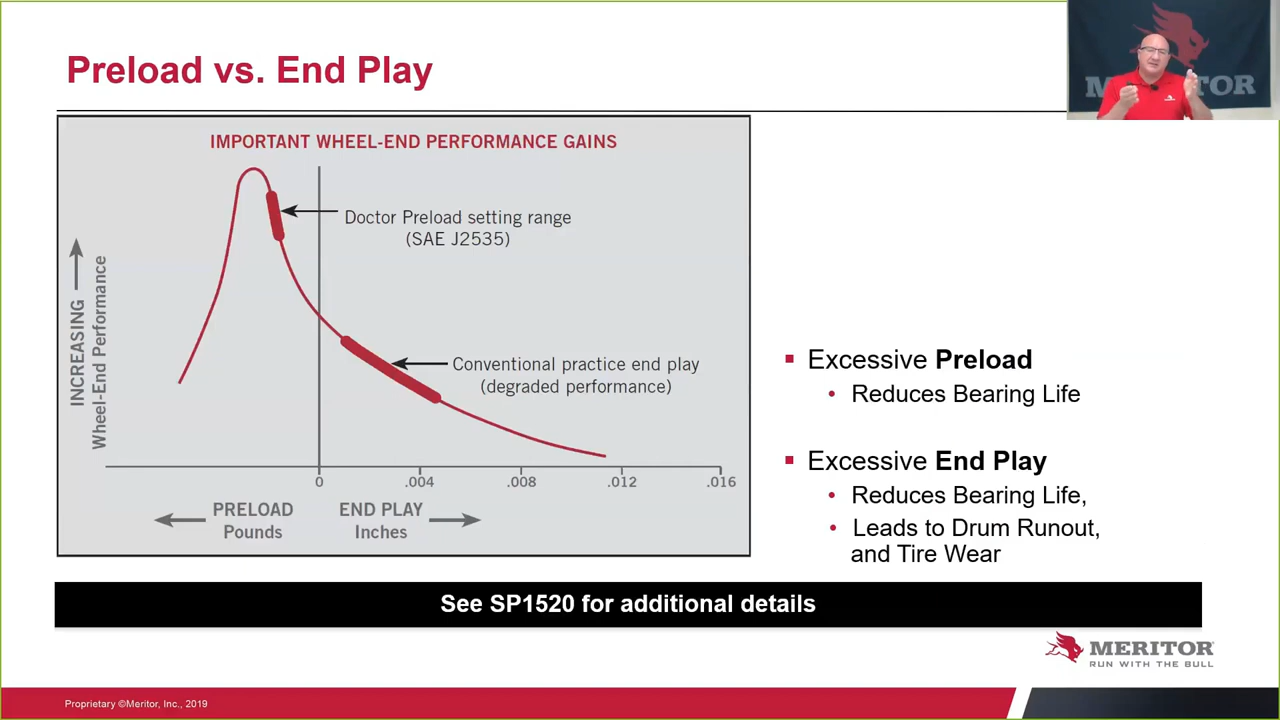 Preload vs. End Play
MERITOR
IMPORTANT WHEEL-END PERFORMANCE GAINS
Doctor Preload setting range
(SAE J2535)
Conventional practice end play
(degraded performance)
INCREASING
Wheel-End Performance
0
.004
.008
.012
.016
PRELOAD
Pounds
END PLAY
Inches
Excessive Preload
Reduces Bearing Life
Excessive End Play
Reduces Bearing Life,
Leads to Drum Runout,
and Tire Wear
See SP1520 for additional details
MERITOR
RUN WITH THE BULL
Proprietary ©Meritor, Inc., 2019